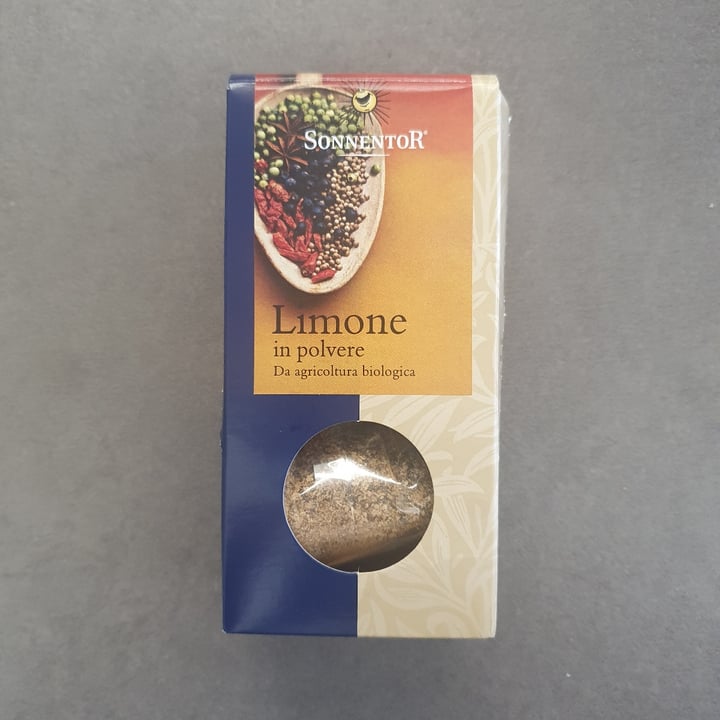 SONNENTOR®
Limone
in polvere
Da agricoltura biologica